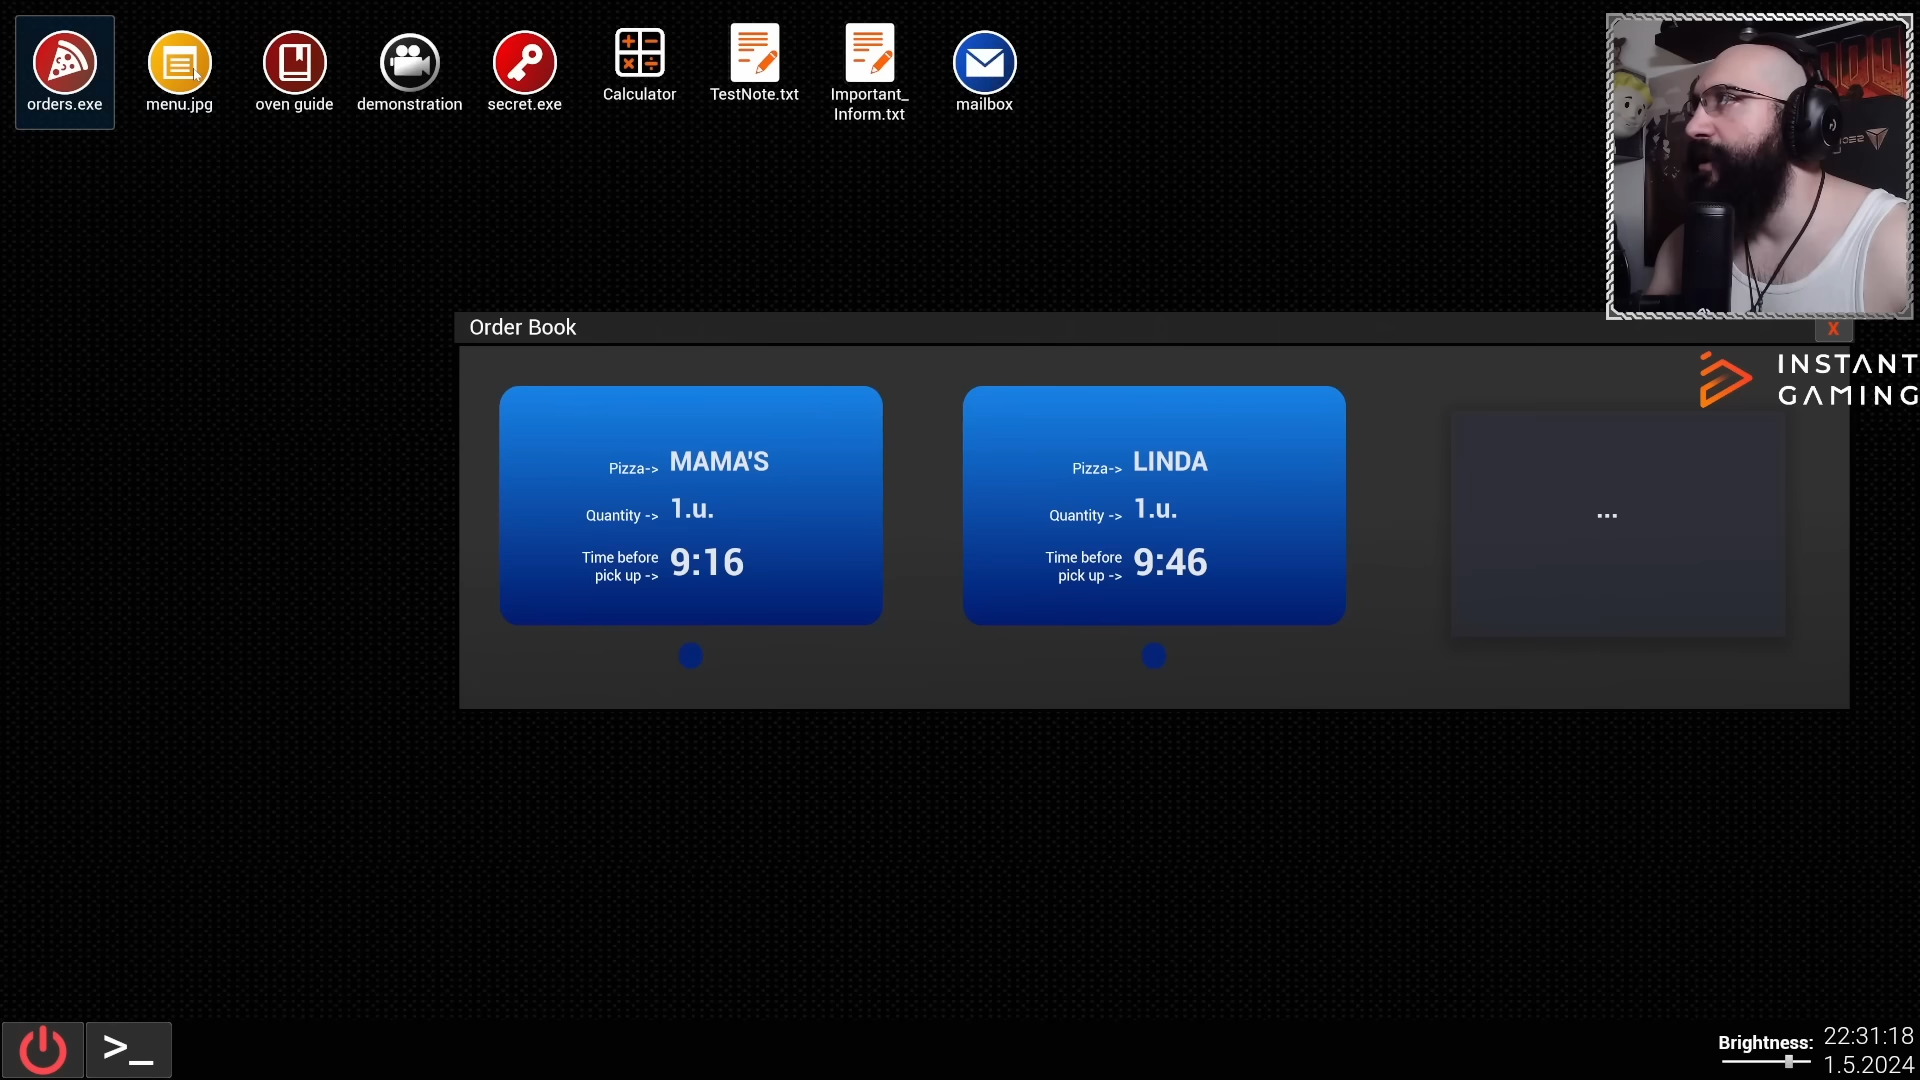 orders.exe
menu.jpg
oven guide
demonstration
secret.exe
Calculator
TestNote.txt
Important_
Inform.txt
mailbox
Order Book
X
INSTANT
GAMING
Pizza-> MAMA'S
Quantity -> 1.u.
Time before
pick up -> 9:16
Pizza-> LINDA
Quantity -> 1.u.
Time before
pick up -> 9:46
...
>_
Brightness:
22:31:18
1.5.2024